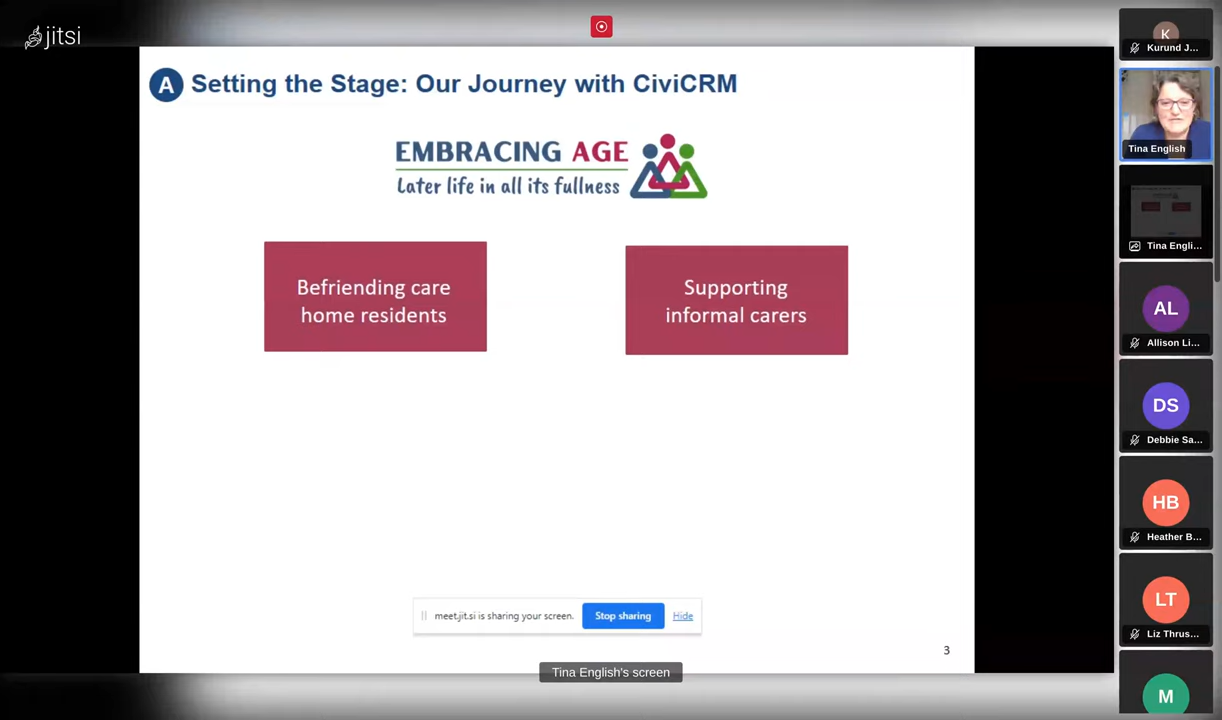 jitsi
A Setting the Stage: Our Journey with CiviCRM
EMBRACING AGE
Later life in all its fullness
Befriending care
home residents
Supporting
informal carers
meet.jit.si is sharing your screen.
Stop sharing
Hide
3
Tina English's screen
K
Kurund J...
Tina English
Tina Engli...
AL
Allison Li...
DS
Debbie Sa...
HB
Heather B...
LT
Liz Thrus...
M